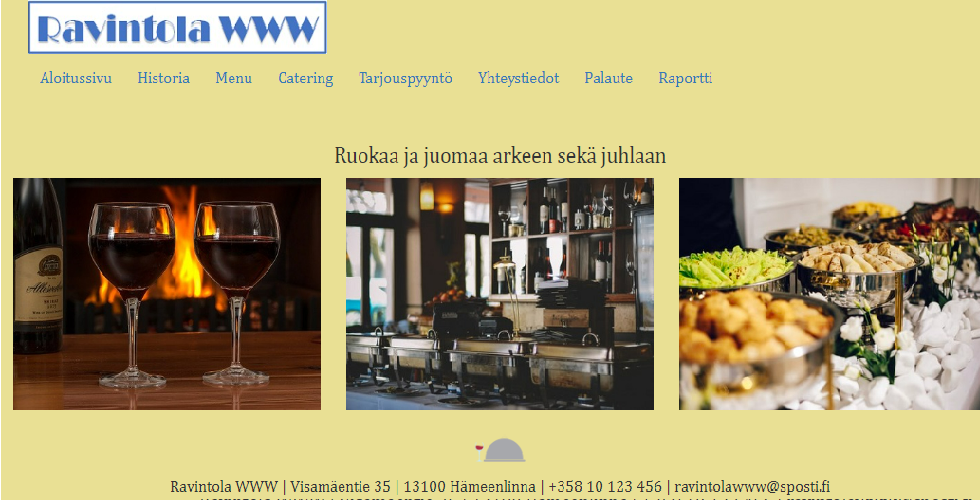 Ravintola WWW
Aloitussivu Historia Menu Catering Tarjouspyyntö Yhteystiedot Palaute Raportti
Ruokaa ja juomaa arkeen sekä juhlaan
Ravintola WWW | Visamäentie 35 | 13100 Hämeenlinna | +358 10 123 456 | ravintolawww@sposti.fi